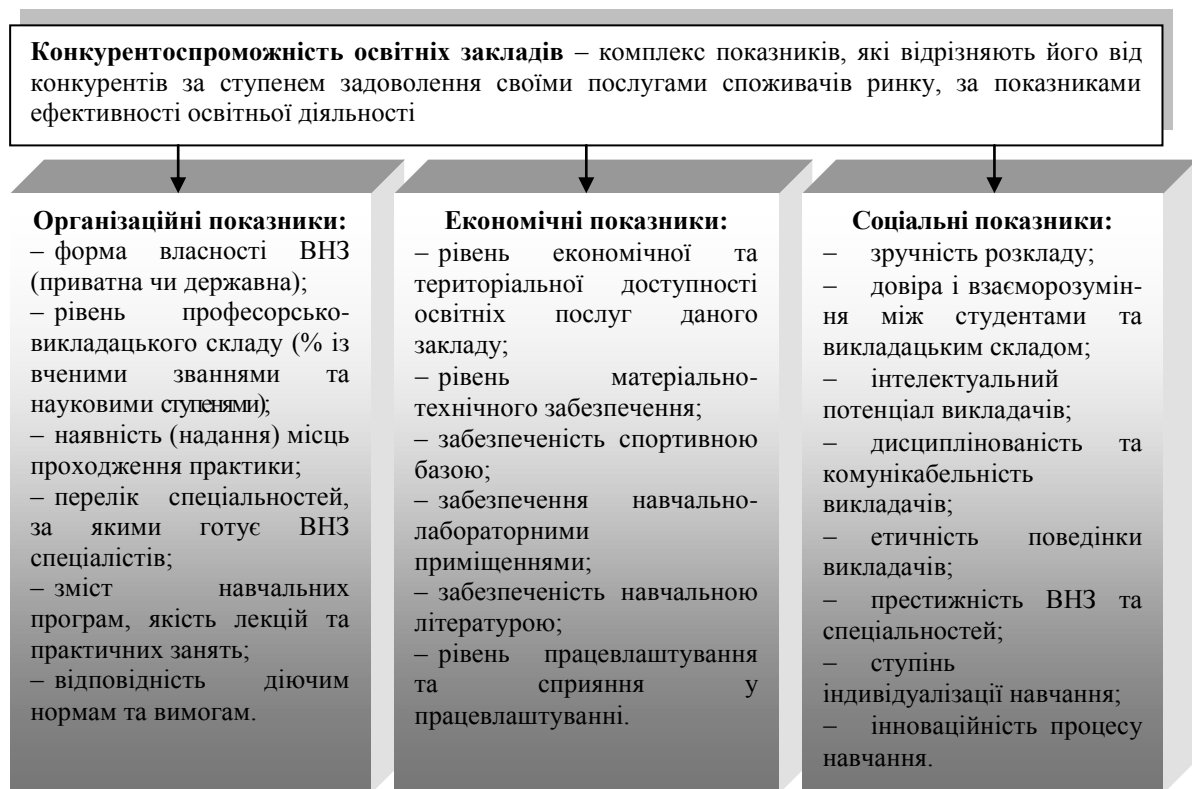 Конкурентоспроможність освітніх закладів – комплекс показників, які відрізняють його від
конкурентів за ступенем задоволення своїми послугами споживачів ринку, за показниками
ефективності освітньої діяльності
Організаційні показники:
– форма власності ВНЗ
(приватна чи державна);
– рівень професорсько-
викладацького складу (% із
вченими званнями та
науковими ступенями);
– наявність (надання) місць
проходження практики;
– перелік спеціальностей,
за якими готує ВНЗ
спеціалістів;
– зміст навчальних
програм, якість лекцій та
практичних занять;
– відповідність діючим
нормам та вимогам.
Економічні показники:
– рівень економічної та
територіальної доступності
освітніх послуг даного
закладу;
– рівень матеріально-
технічного забезпечення;
– забезпеченість спортивною
базою;
– забезпечення навчально-
лабораторними
приміщеннями;
– забезпеченість навчальною
літературою;
– рівень працевлаштування
та сприяння у
працевлаштуванні.
Соціальні показники:
– зручність розкладу;
– довіра і взаєморозумін-
ня між студентами та
викладацьким складом;
– інтелектуальний
потенціал викладачів;
– дисциплінованість та
комунікабельність
викладачів;
– етичність поведінки
викладачів;
– престижність ВНЗ та
спеціальностей;
– ступінь
індивідуалізації навчання;
– інноваційність процесу
навчання.